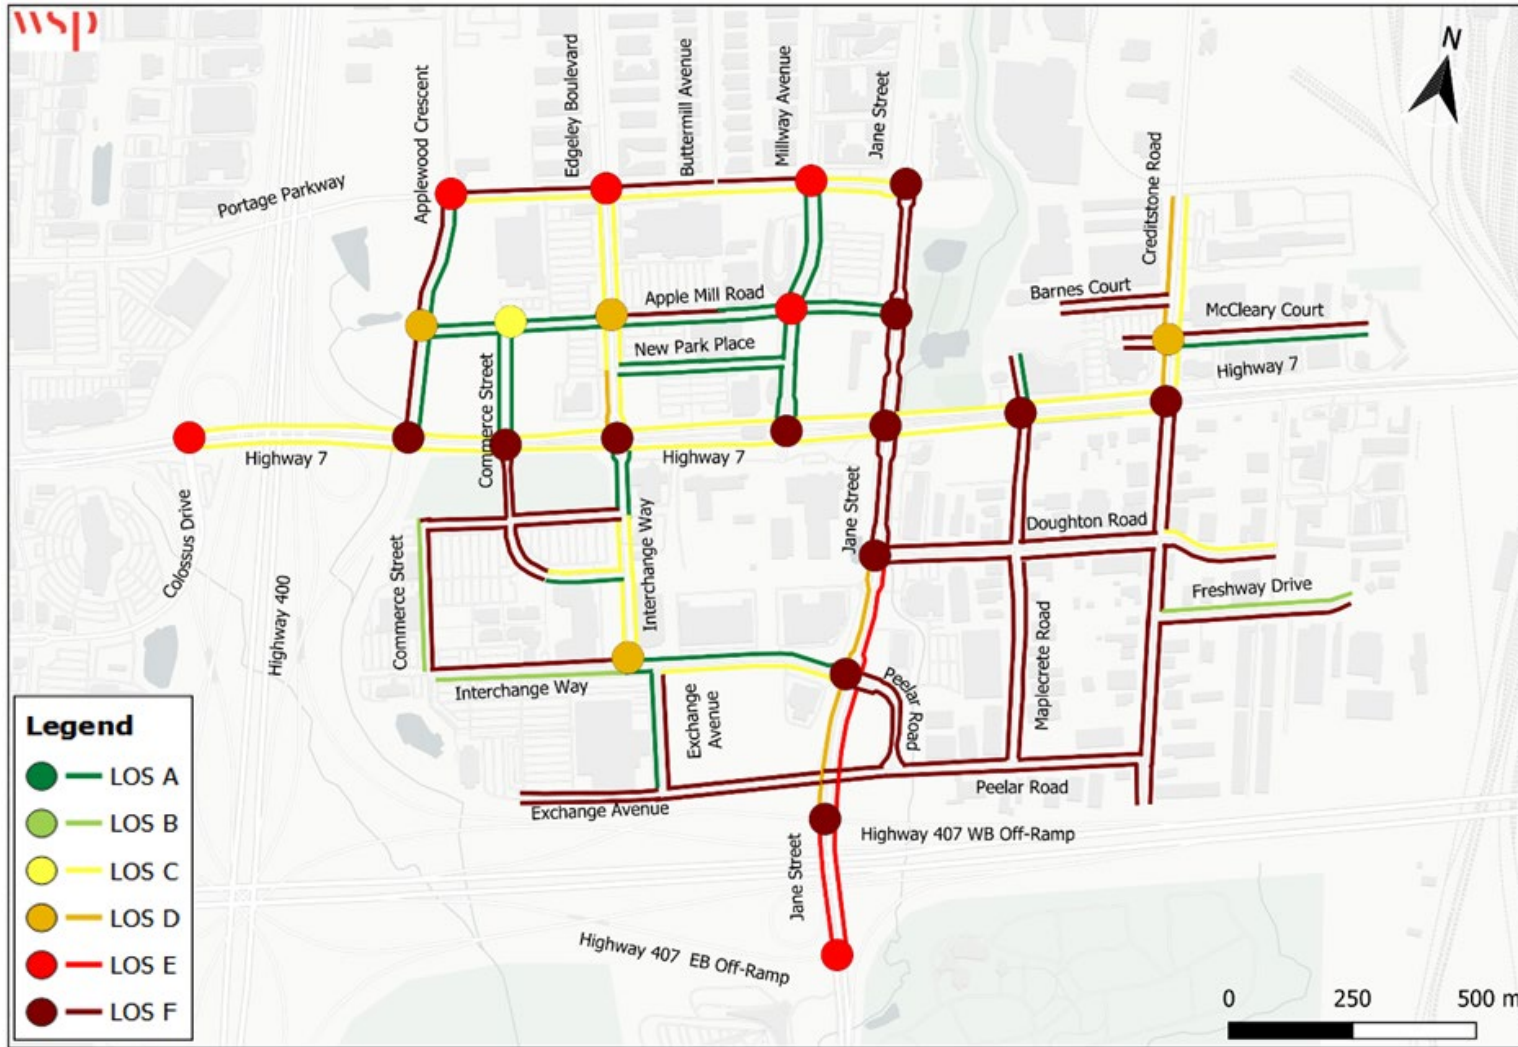 wsp
N
Applewood Crescent
Edgeley Boulevard
Buttermill Avenue
Millway Avenue
Jane Street
Portage Parkway
Creditstone Road
Barnes Court
McCleary Court
Apple Mill Road
New Park Place
Highway 7
Commerce Street
Highway 7
Highway 7
Colossus Drive
Highway 400
Commerce Street
Interchange Way
Jane Street
Doughton Road
Freshway Drive
Maplecrete Road
Interchange Way
Exchange
Avenue
Peelar Road
Peelar Road
Exchange Avenue
Highway 407 WB Off-Ramp
Jane Street
Highway 407 EB Off-Ramp
Legend
LOS A
LOS B
LOS C
LOS D
LOS E
LOS F
0 250 500 m